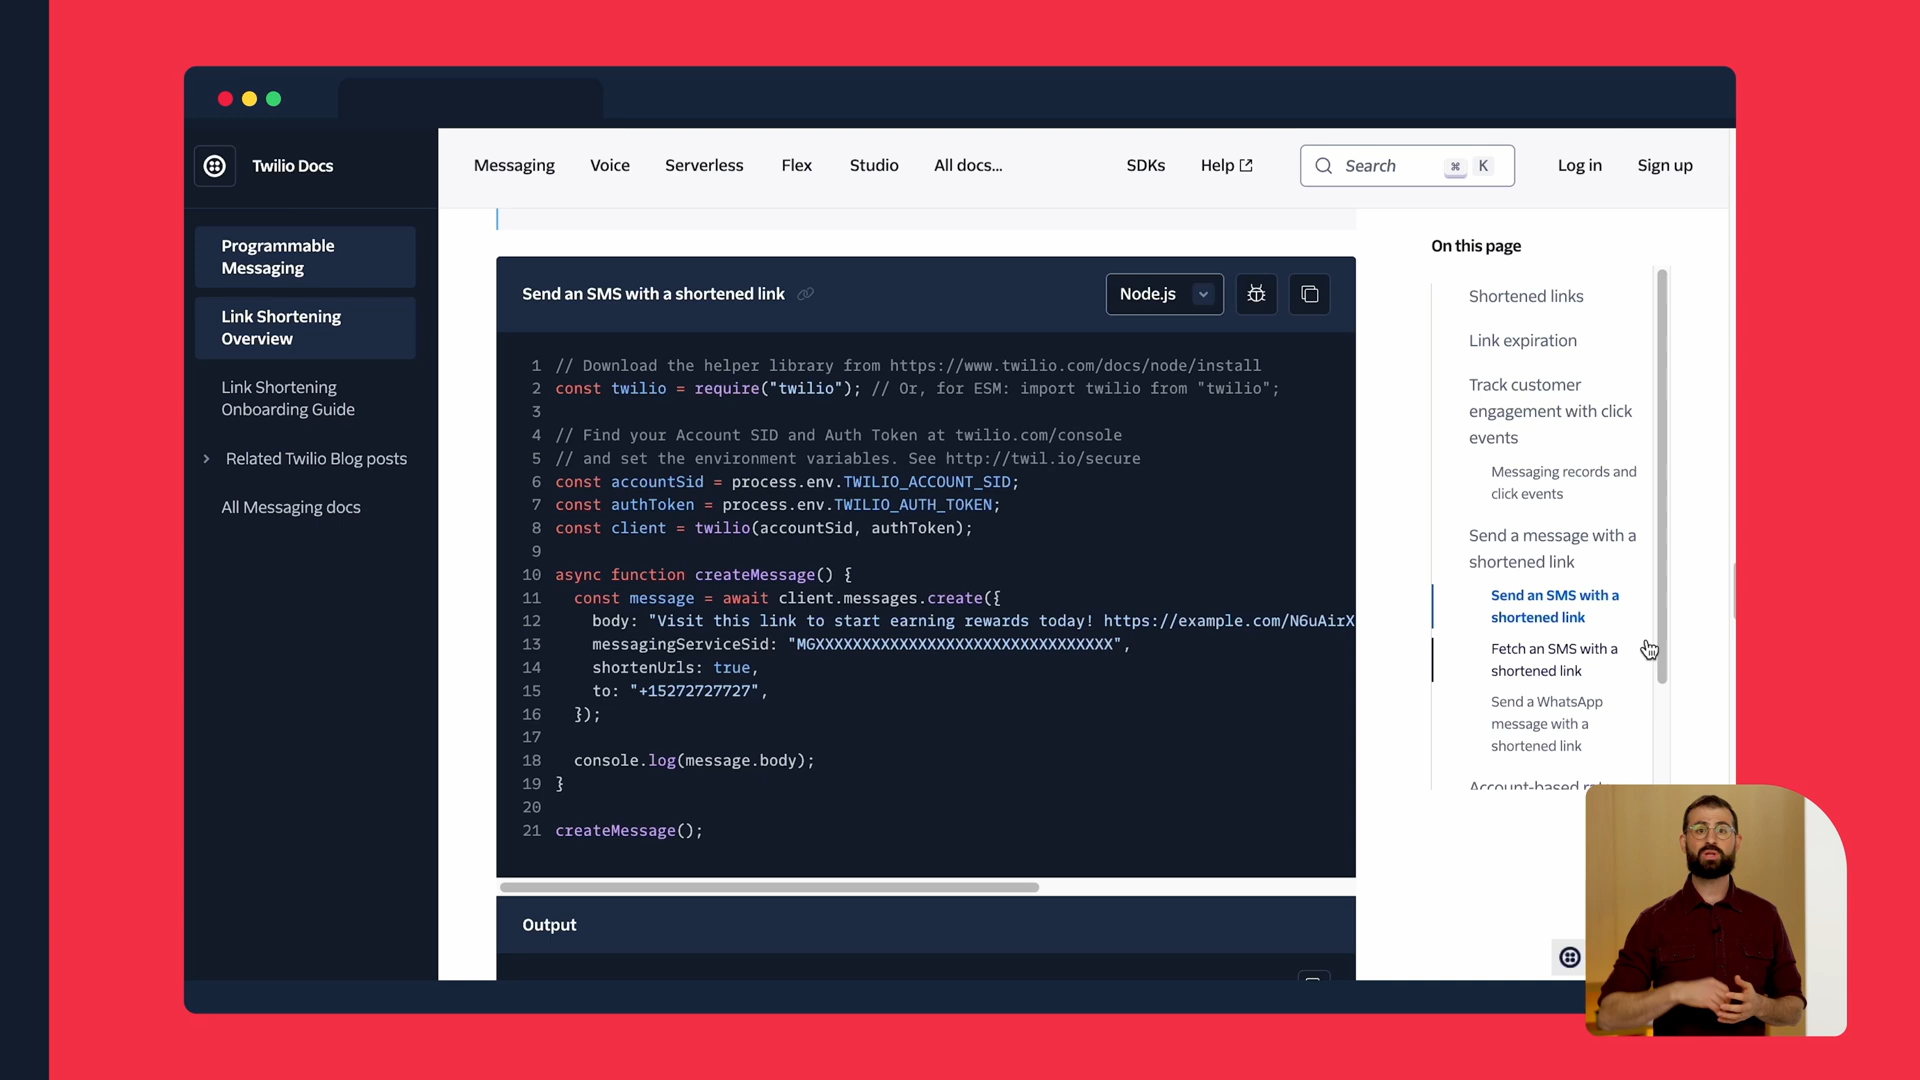 Twilio Docs
Messaging
Voice
Serverless
Flex
Studio
All docs...
SDKs
Help
Search
⌘ K
Log in
Sign up
Programmable
Messaging
Link Shortening
Overview
Link Shortening
Onboarding Guide
Related Twilio Blog posts
All Messaging docs
Send an SMS with a shortened link
Node.js
1 // Download the helper library from https://www.twilio.com/docs/node/install
2 const twilio = require("twilio"); // Or, for ESM: import twilio from "twilio";
3
4 // Find your Account SID and Auth Token at twilio.com/console
5 // and set the environment variables. See http://twil.io/secure
6 const accountSid = process.env.TWILIO_ACCOUNT_SID;
7 const authToken = process.env.TWILIO_AUTH_TOKEN;
8 const client = twilio(accountSid, authToken);
9
10 async function createMessage() {
11 const message = await client.messages.create({
12 body: "Visit this link to start earning rewards today! https://example.com/N6uAirX
13 messagingServiceSid: "MGXXXXXXXXXXXXXXXXXXXXXXXXXXXXXXXX",
14 shortenUrls: true,
15 to: "+15272727727",
16 });
17
18 console.log(message.body);
19 }
20
21 createMessage();
Output
On this page
Shortened links
Link expiration
Track customer
engagement with click
events
Messaging records and
click events
Send a message with a
shortened link
Send an SMS with a
shortened link
Fetch an SMS with a
shortened link
Send a WhatsApp
message with a
shortened link
Account-based